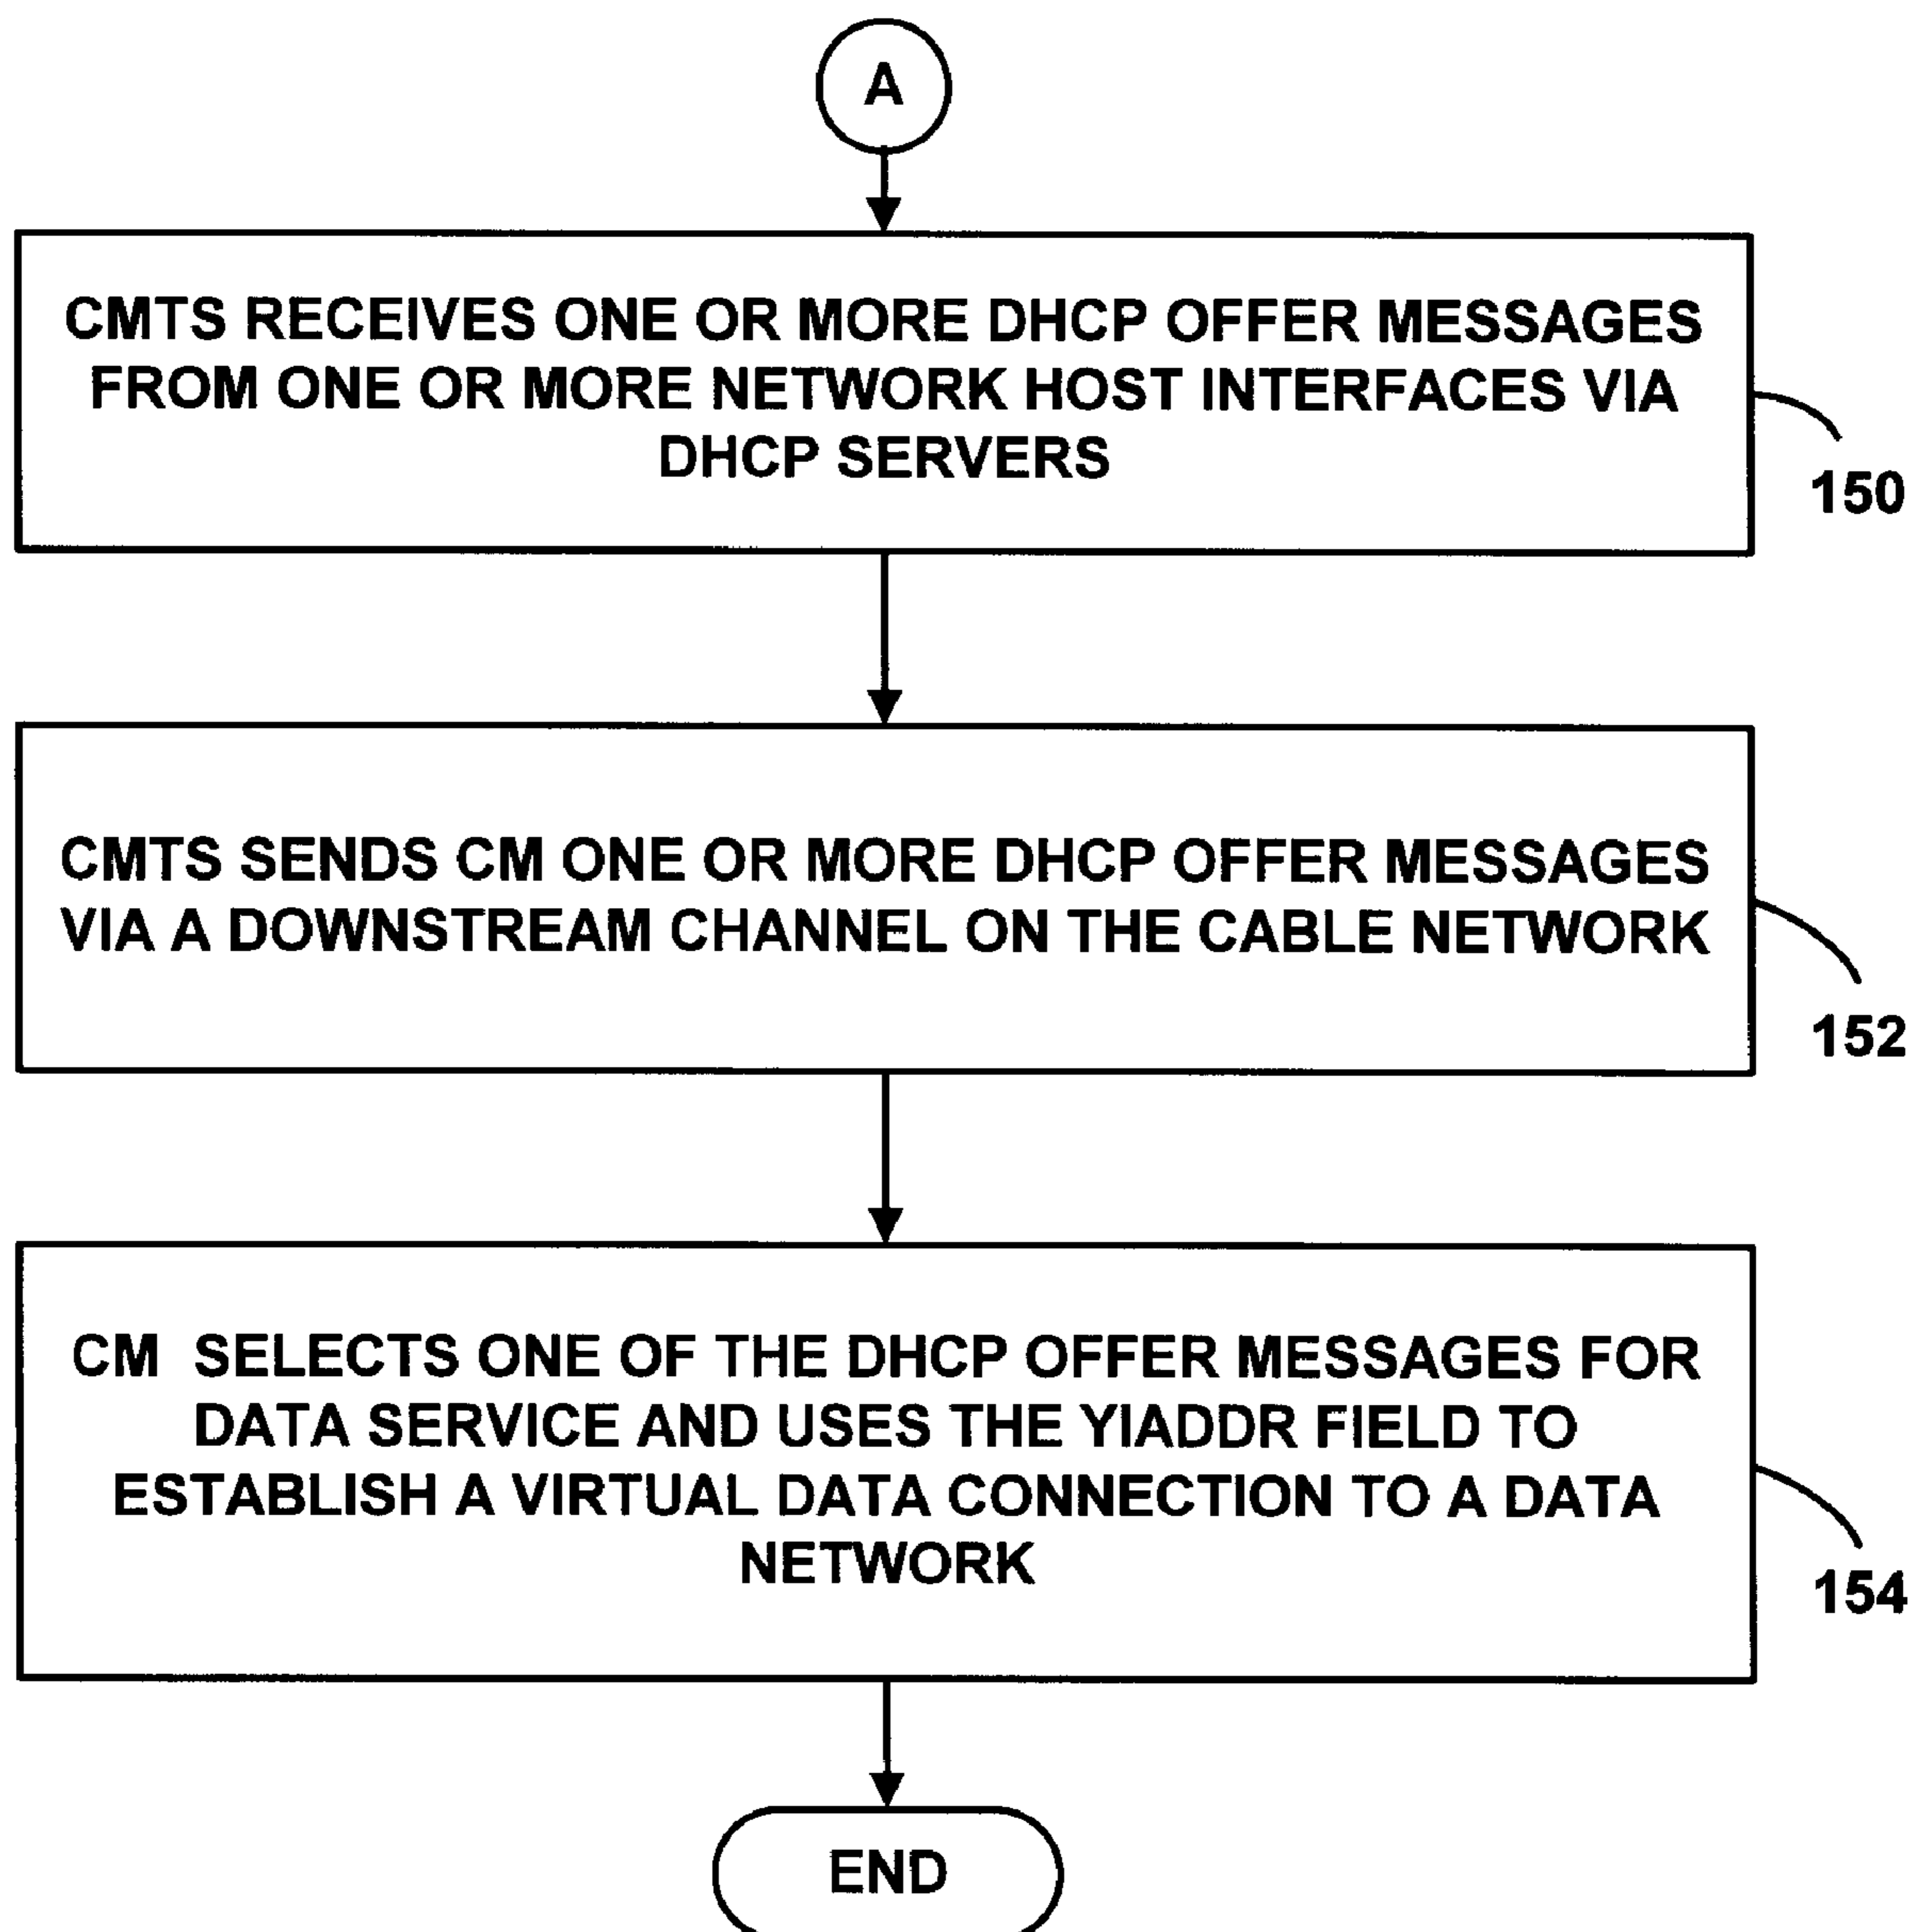 A
CMTS RECEIVES ONE OR MORE DHCP OFFER MESSAGES
FROM ONE OR MORE NETWORK HOST INTERFACES VIA
DHCP SERVERS
150
CMTS SENDS CM ONE OR MORE DHCP OFFER MESSAGES
VIA A DOWNSTREAM CHANNEL ON THE CABLE NETWORK
152
CM SELECTS ONE OF THE DHCP OFFER MESSAGES FOR
DATA SERVICE AND USES THE YIADDR FIELD TO
ESTABLISH A VIRTUAL DATA CONNECTION TO A DATA
NETWORK
154
END